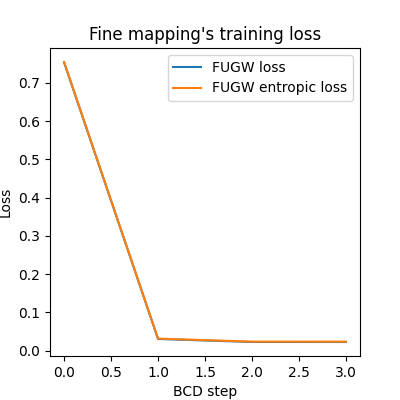 Fine mapping's training loss
FUGW loss
FUGW entropic loss
0.7
0.6
0.5
0.4
0.3
0.2
0.1
0.0
Loss
0.0 0.5 1.0 1.5 2.0 2.5 3.0
BCD step